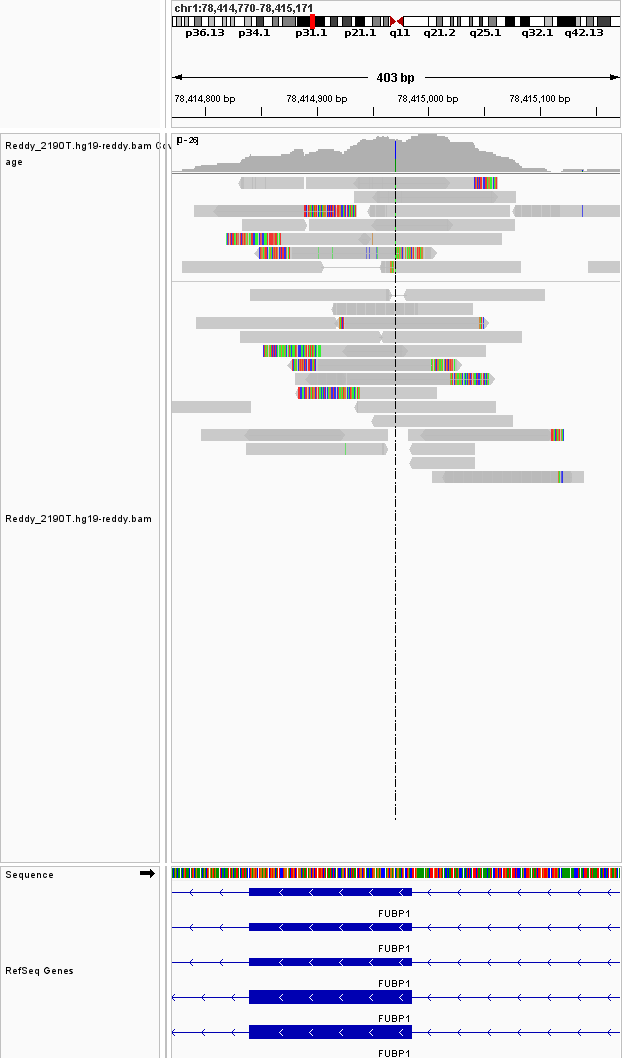 chr1:78,414,770-78,415,171
p36.13 p34.1 p31.1 p21.1 q11 q21.2 q25.1 q32.1 q42.13
403 bp
78,414,800 bp 78,414,900 bp 78,415,000 bp 78,415,100 bp
Reddy_2190T.hg19-reddy.bam Cov
age
[0-26]
Reddy_2190T.hg19-reddy.bam
Sequence
FUBP1
FUBP1
RefSeq Genes
FUBP1
FUBP1
FUBP1